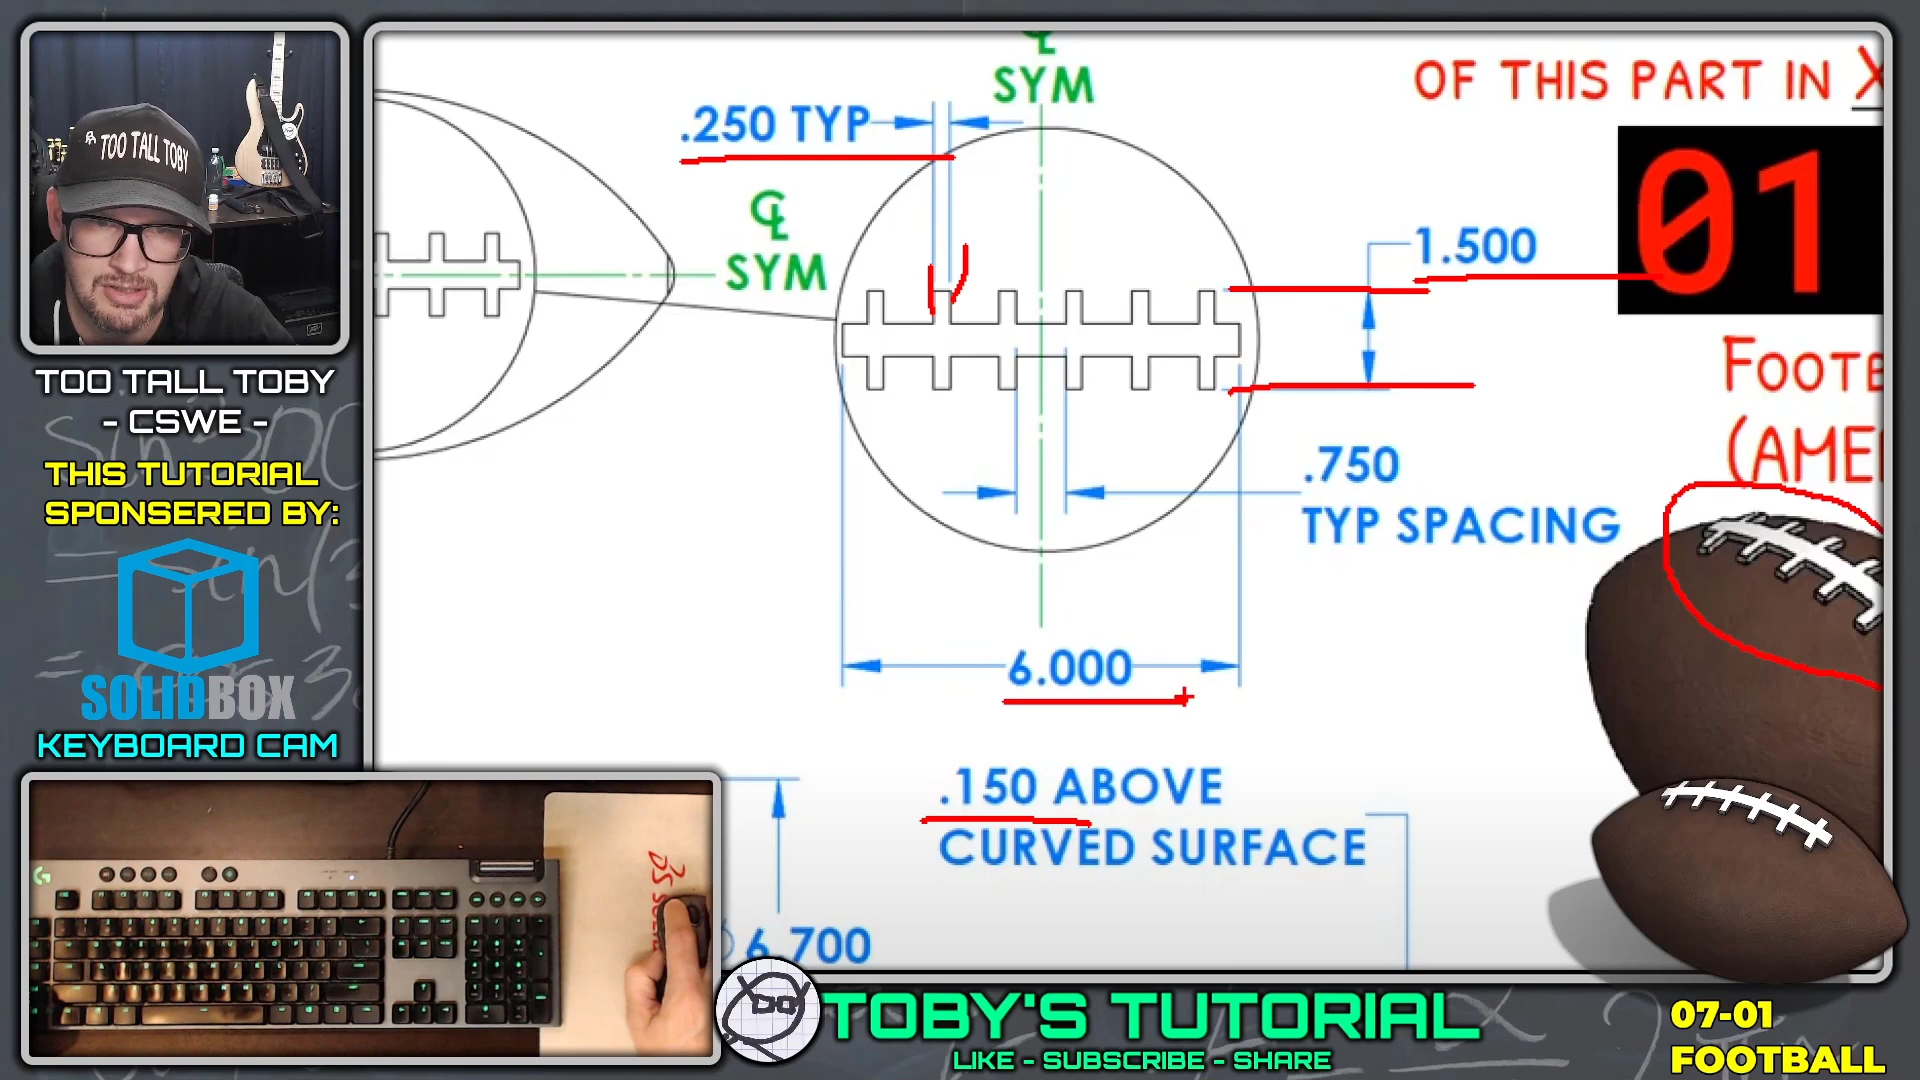 TOO TALL TOBY
TOO TALL TOBY
- CSWE -
THIS TUTORIAL
SPONSERED BY:
SOLIDBOX
KEYBOARD CAM
℄
SYM
.250 TYP
℄
SYM
1.500
.750
TYP SPACING
6.000
.150 ABOVE
CURVED SURFACE
6.700
OF THIS PART IN X
01
FOOTB
(AME
TOBY'S TUTORIAL
LIKE - SUBSCRIBE - SHARE
07-01
FOOTBALL